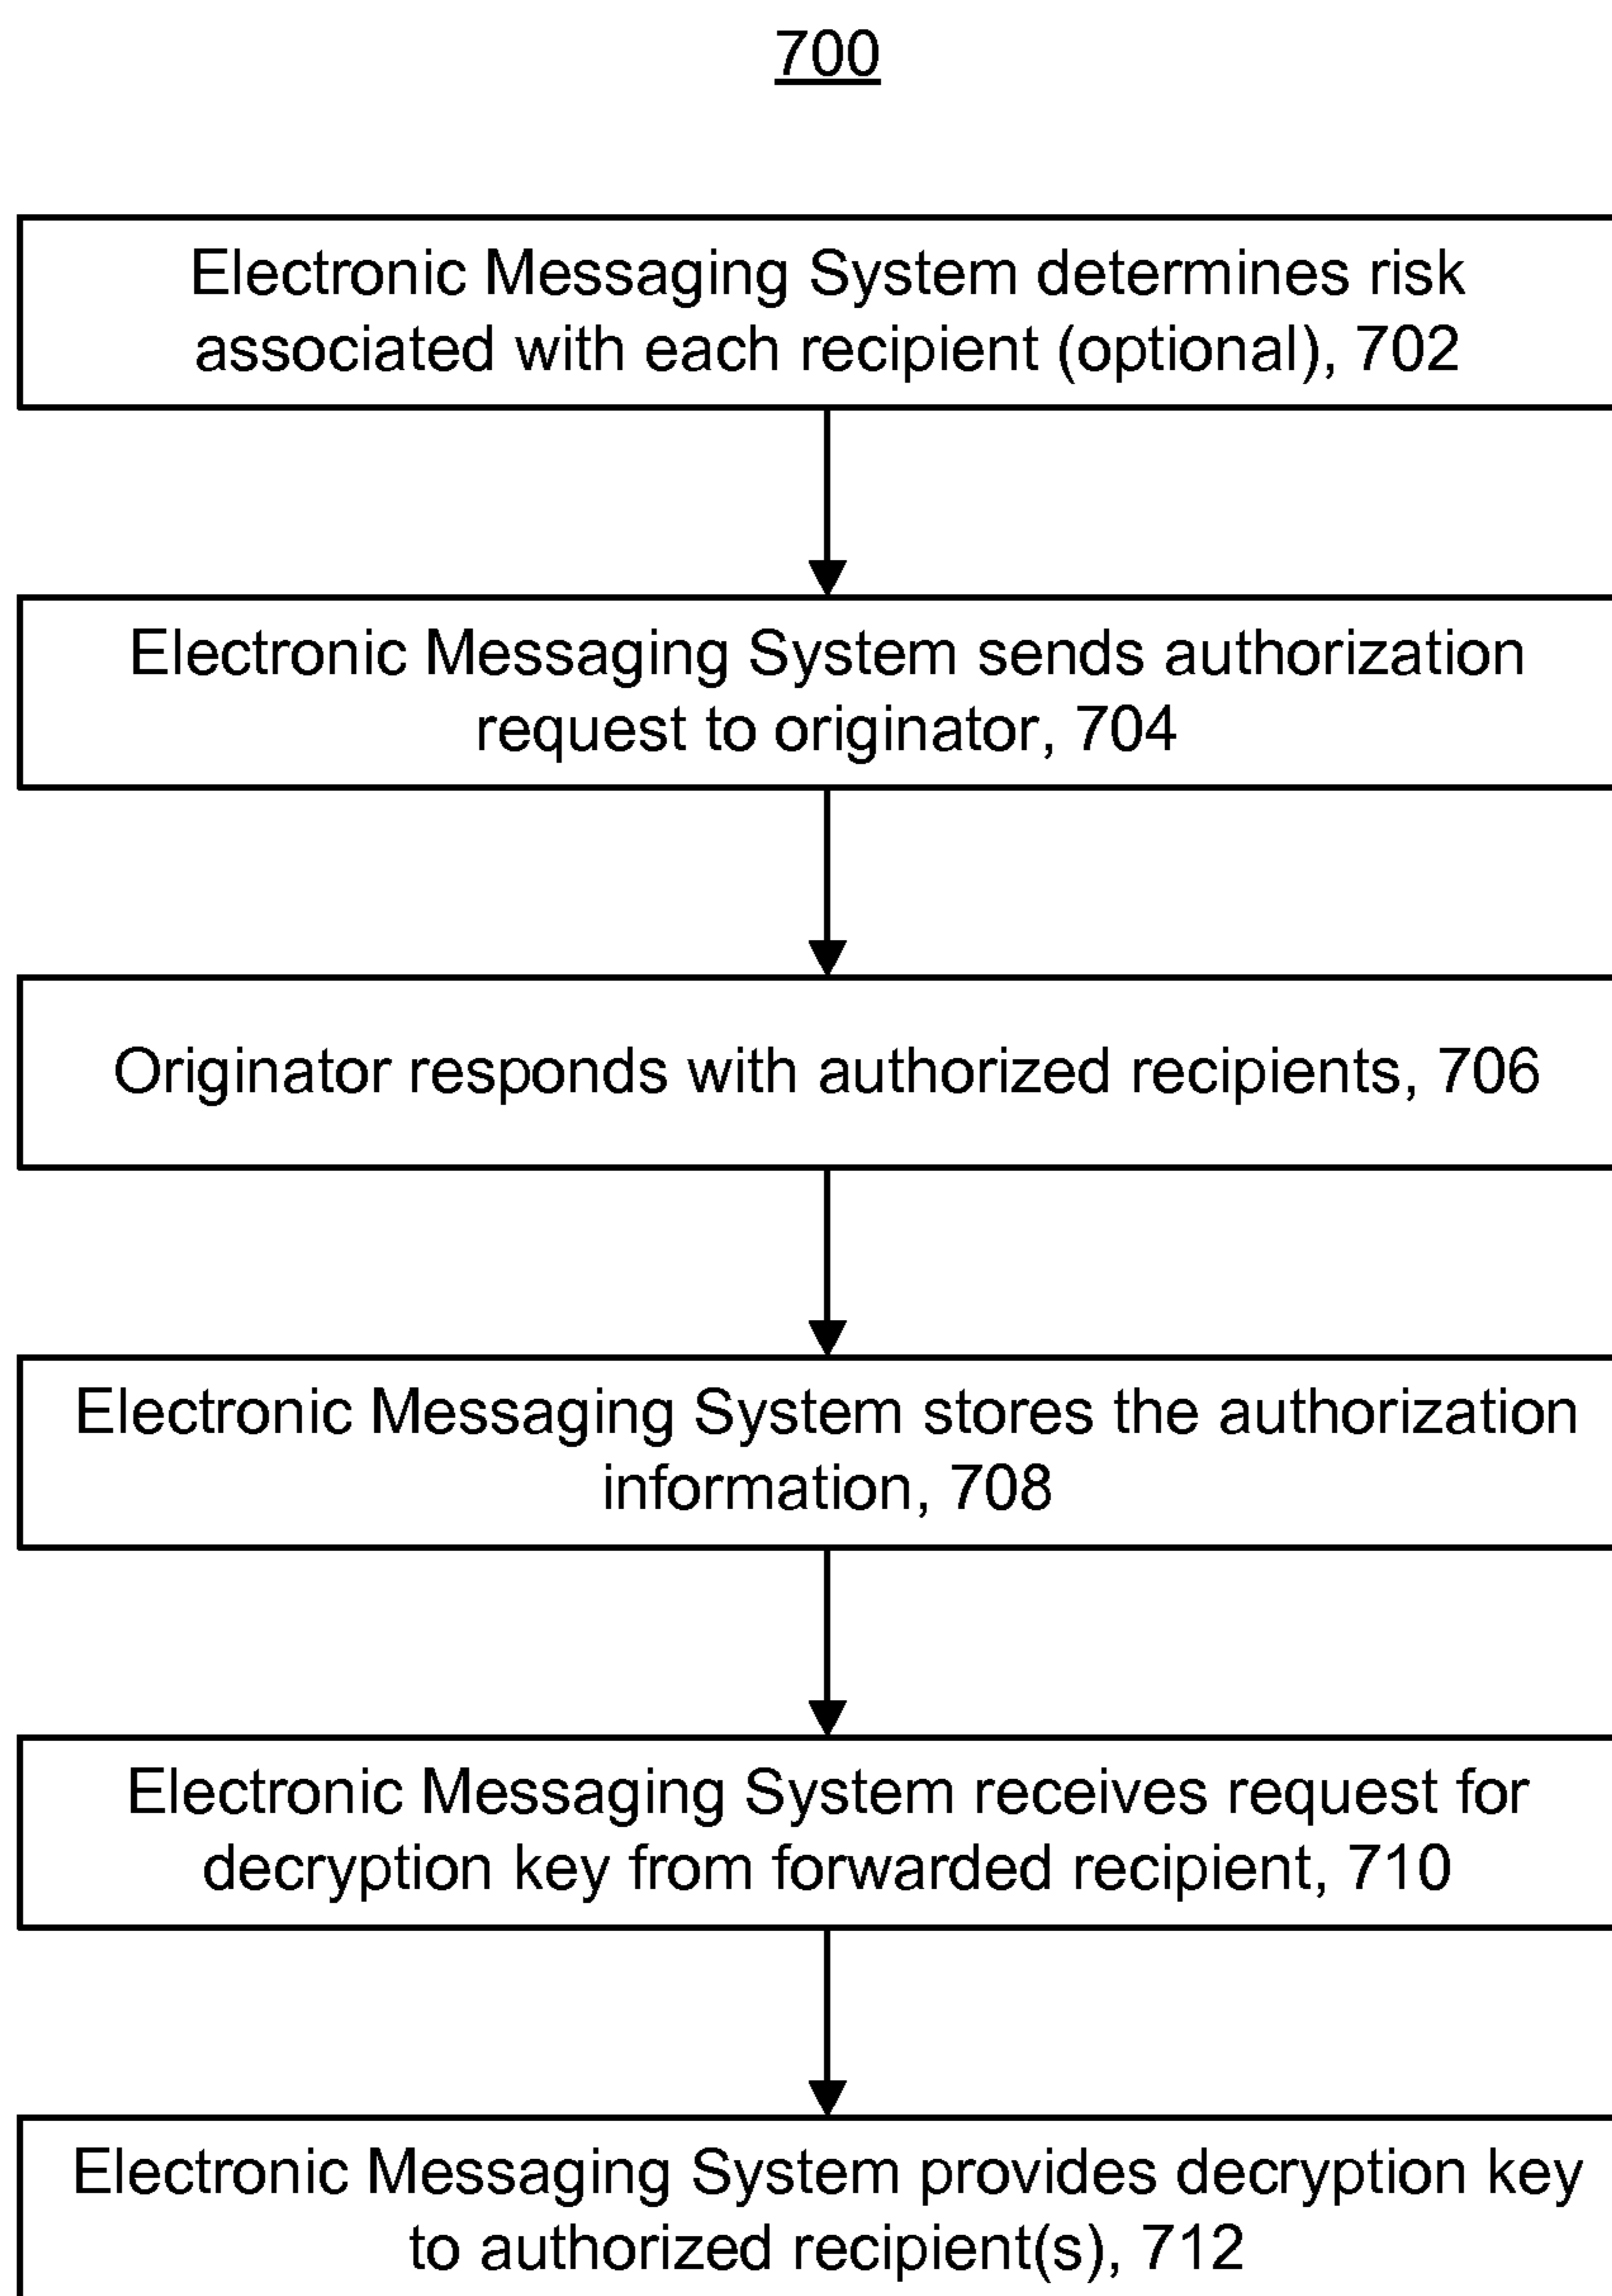 700
Electronic Messaging System determines risk
associated with each recipient (optional), 702
Electronic Messaging System sends authorization
request to originator, 704
Originator responds with authorized recipients, 706
Electronic Messaging System stores the authorization
information, 708
Electronic Messaging System receives request for
decryption key from forwarded recipient, 710
Electronic Messaging System provides decryption key
to authorized recipient(s), 712